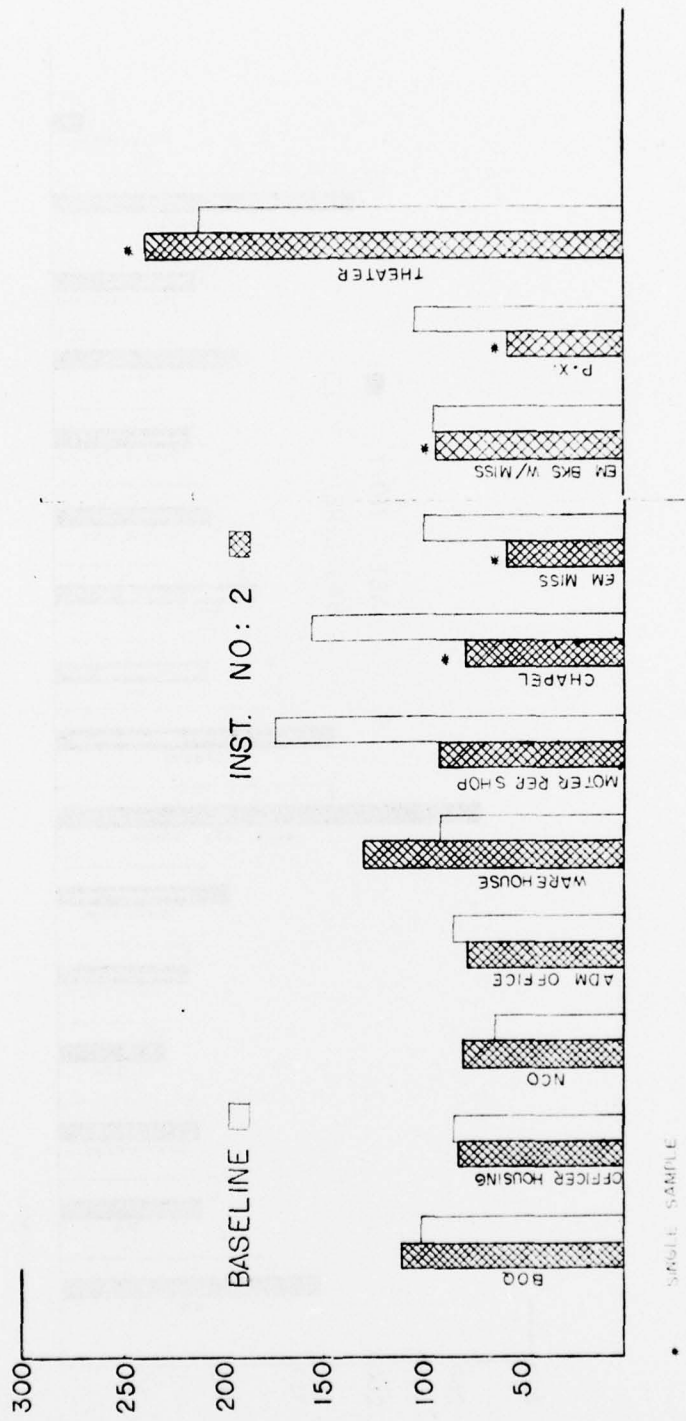 300
250
200
150
100
50
BASELINE
INST. NO: 2
BOQ
OFFICER HOUSING
NCO
ADM OFFICE
WAREHOUSE
MOTER REP SHOP
CHAPEL
*
EM MISS
*
EM BKS W/MISS
*
P.X.
*
THEATER
*
• SINGLE SAMPLE